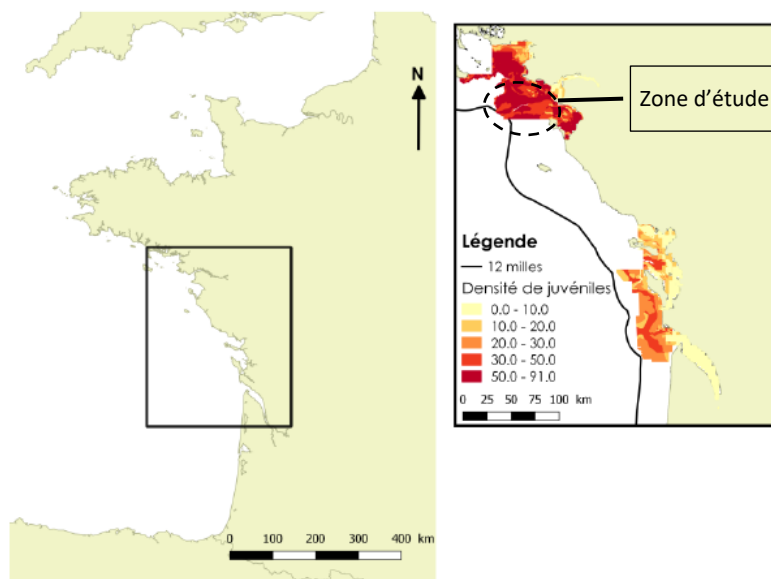 N
0 100 200 300 400 km
Zone d'étude
Légende
12 milles
Densité de juvéniles
0.0 - 10.0
10.0 - 20.0
20.0 - 30.0
30.0 - 50.0
50.0 - 91.0
0 25 50 75 100 km